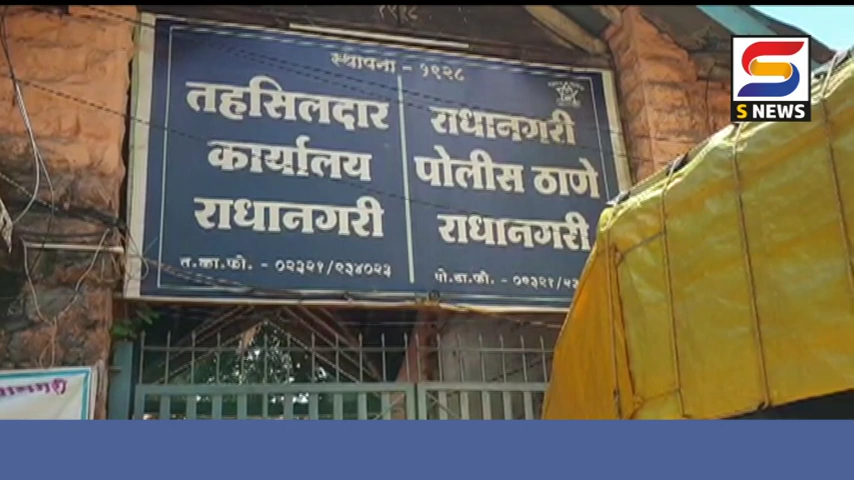 स्थापना - १९२८
तहसिलदार
कार्यालय
राधानगरी
त.का.फो. - ०२३२१/२३४०२३
राधानगरी
पोलीस ठाणे
राधानगरी
पो.डा.फो. -
S NEWS